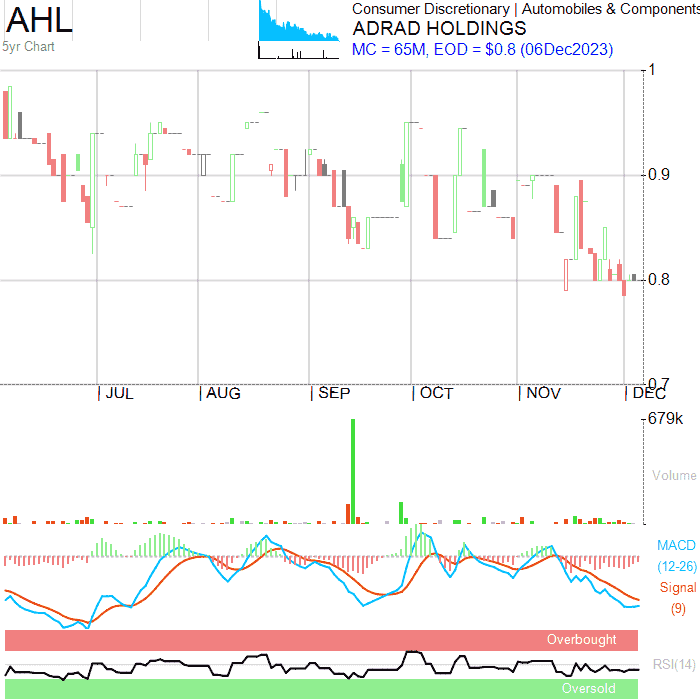 AHL
5yr Chart
Consumer Discretionary | Automobiles & Components
ADRAD HOLDINGS
MC = 65M, EOD = $0.8 (06Dec2023)
1
0.9
0.8
0.7
| JUL | AUG | SEP | OCT | NOV | DEC
679k
Volume
MACD
(12-26)
Signal
(9)
Overbought
RSI(14)
Oversold